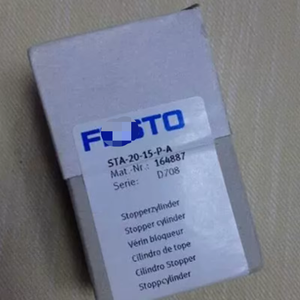 FESTO
STA-20-15-P-A
Mat.-Nr.: 164887
Serie: D708
Stopperzylinder
Stopper cylinder
Vérin bloqueur
Cilindro de tope
Cilindro Stopper
Stoppcylinder